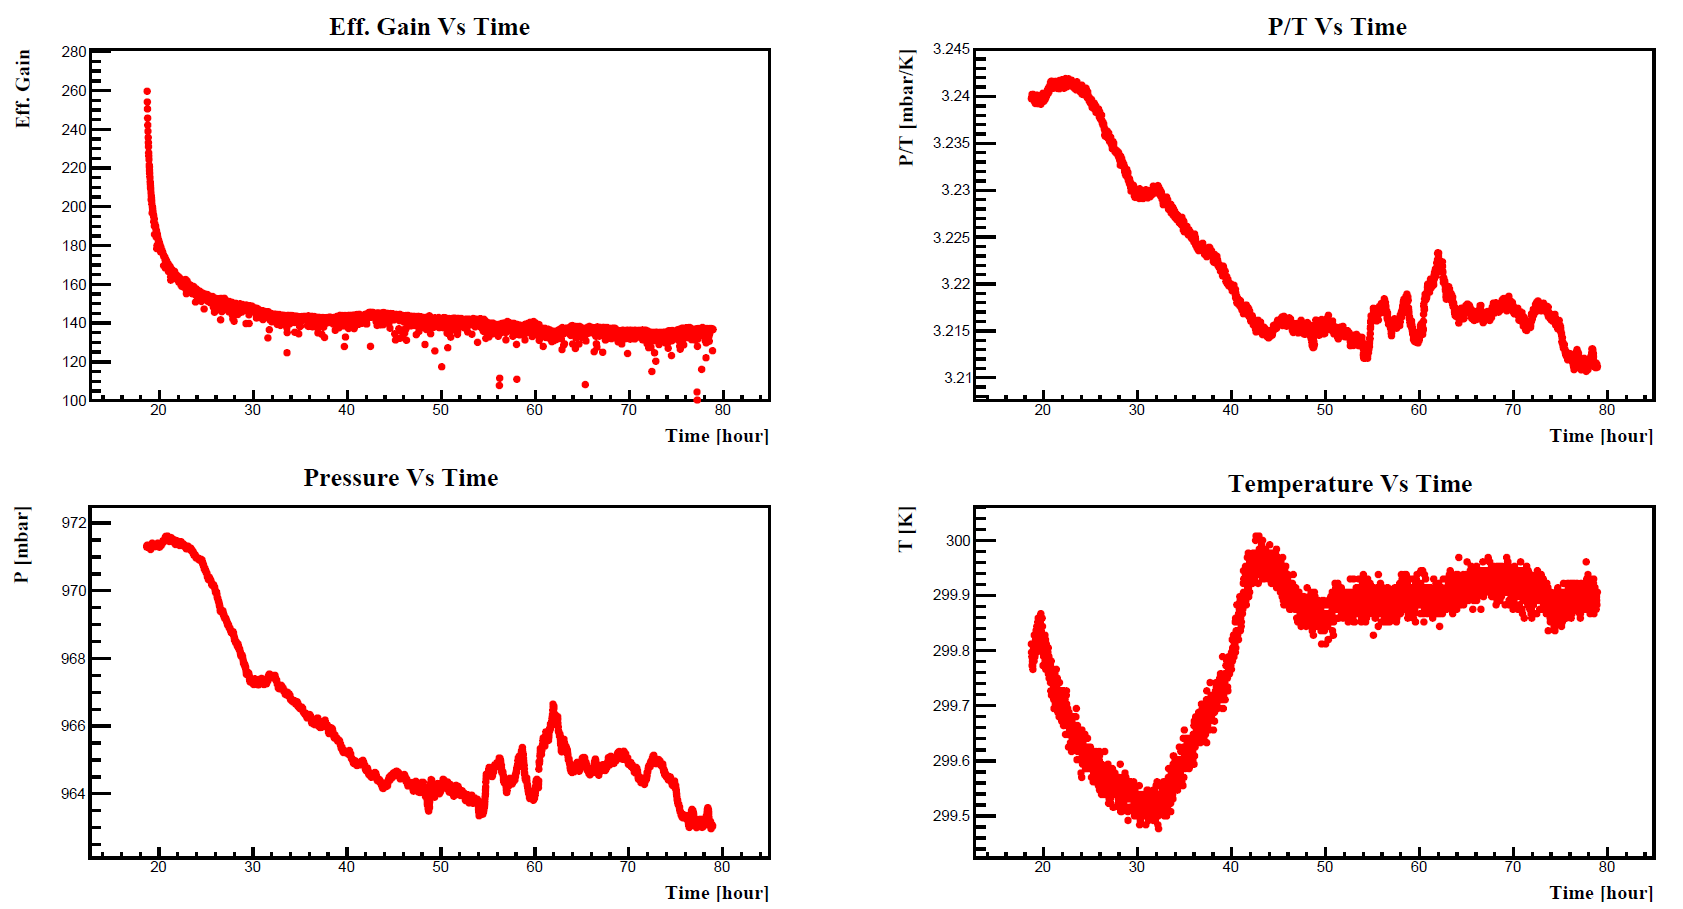 Eff. Gain Vs Time
Eff. Gain
280
260
240
220
200
180
160
140
120
100
20 30 40 50 60 70 80
Time [hour]
P/T Vs Time
P/T [mbar/K]
3.245
3.24
3.235
3.23
3.225
3.22
3.215
3.21
20 30 40 50 60 70 80
Time [hour]
Pressure Vs Time
P [mbar]
972
970
968
966
964
20 30 40 50 60 70 80
Time [hour]
Temperature Vs Time
T [K]
300
299.9
299.8
299.7
299.6
299.5
20 30 40 50 60 70 80
Time [hour]